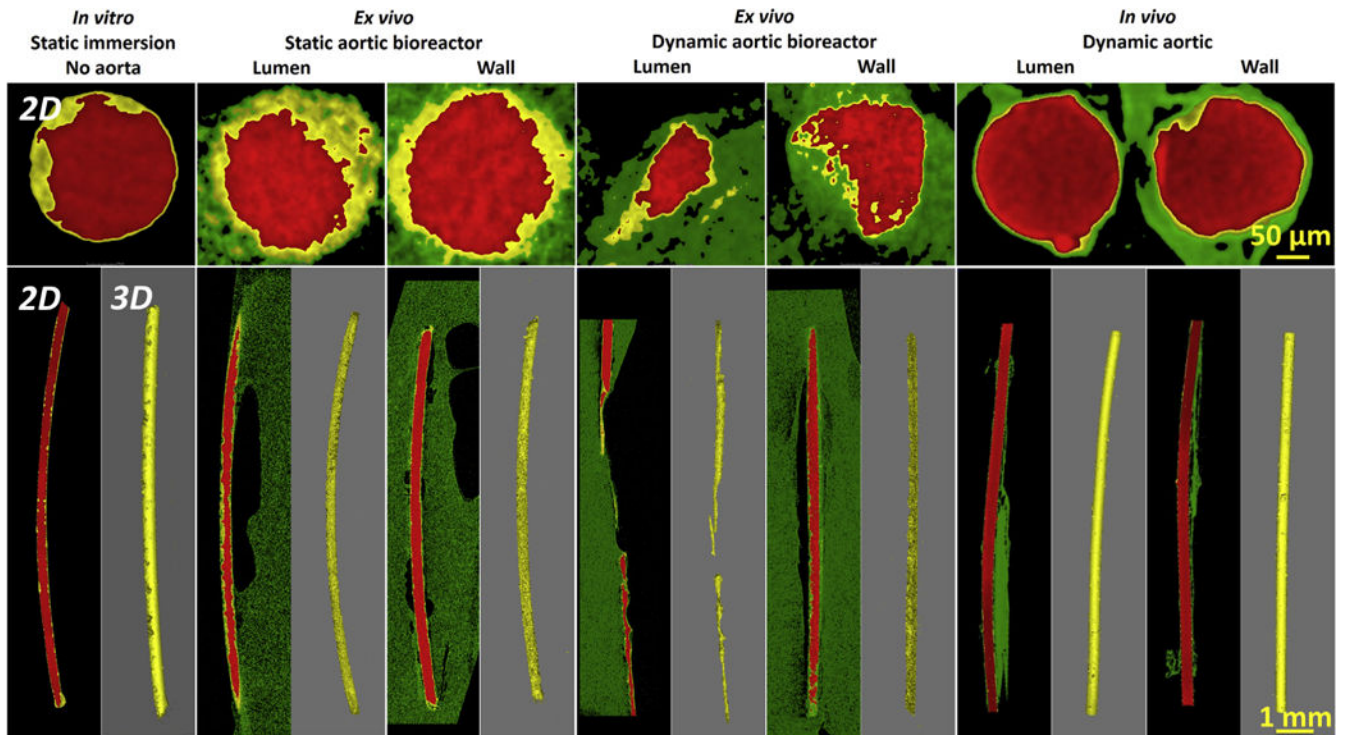 In vitro
Static immersion
No aorta
Ex vivo
Static aortic bioreactor
Lumen
Wall
Ex vivo
Dynamic aortic bioreactor
Lumen
Wall
In vivo
Dynamic aortic
Lumen
Wall
2D
50 µm
2D
3D
1 mm